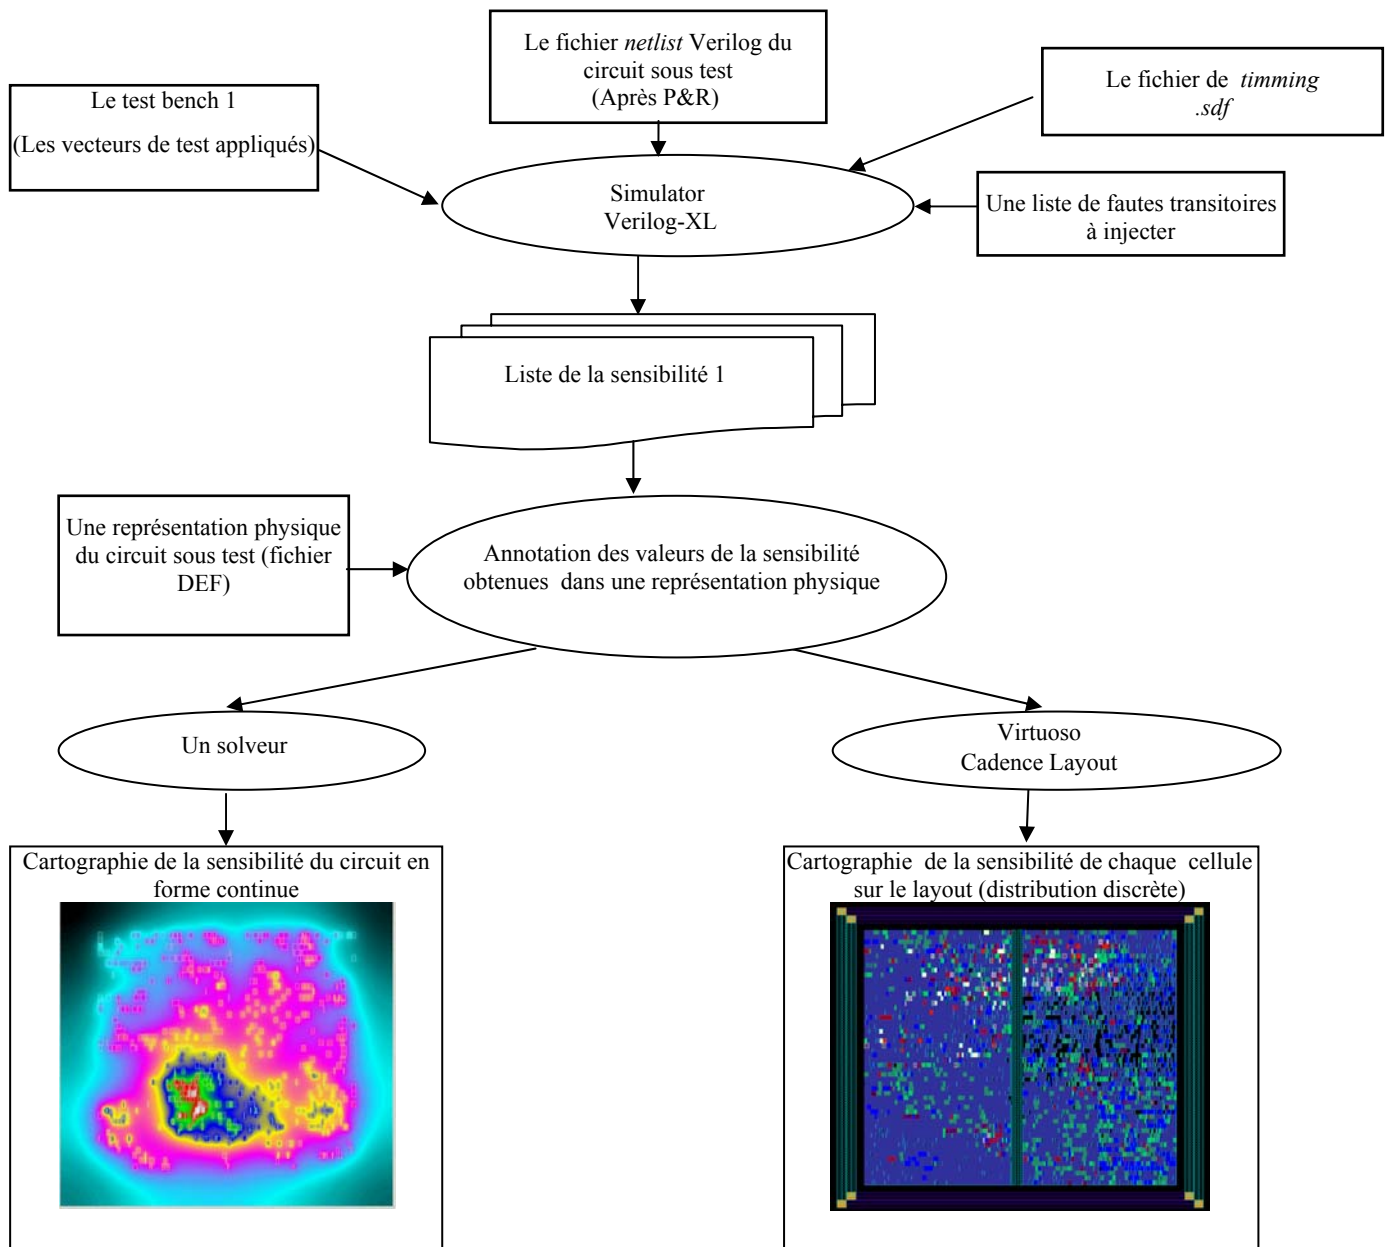 Le fichier netlist Verilog du
circuit sous test
(Après P&R)
Le fichier de timming
.sdf
Le test bench 1
(Les vecteurs de test appliqués)
Simulator
Verilog-XL
Une liste de fautes transitoires
à injecter
Liste de la sensibilité 1
Une représentation physique
du circuit sous test (fichier
DEF)
Annotation des valeurs de la sensibilité
obtenues dans une représentation physique
Un solveur
Virtuoso
Cadence Layout
Cartographie de la sensibilité du circuit en
forme continue
Cartographie de la sensibilité de chaque cellule
sur le layout (distribution discrète)